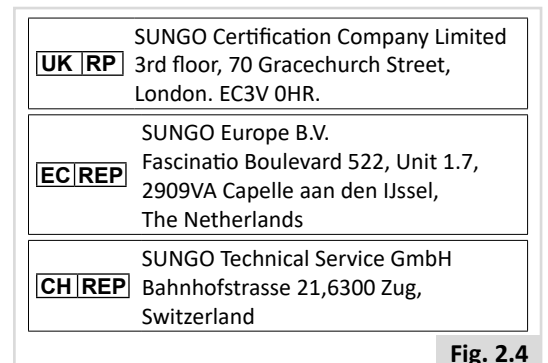 SUNGO Certification Company Limited
UK RP 3rd floor, 70 Gracechurch Street,
London. EC3V 0HR.
SUNGO Europe B.V.
Fascinatio Boulevard 522, Unit 1.7,
EC REP 2909VA Capelle aan den IJssel,
The Netherlands
SUNGO Technical Service GmbH
CH REP Bahnhofstrasse 21,6300 Zug,
Switzerland
Fig. 2.4